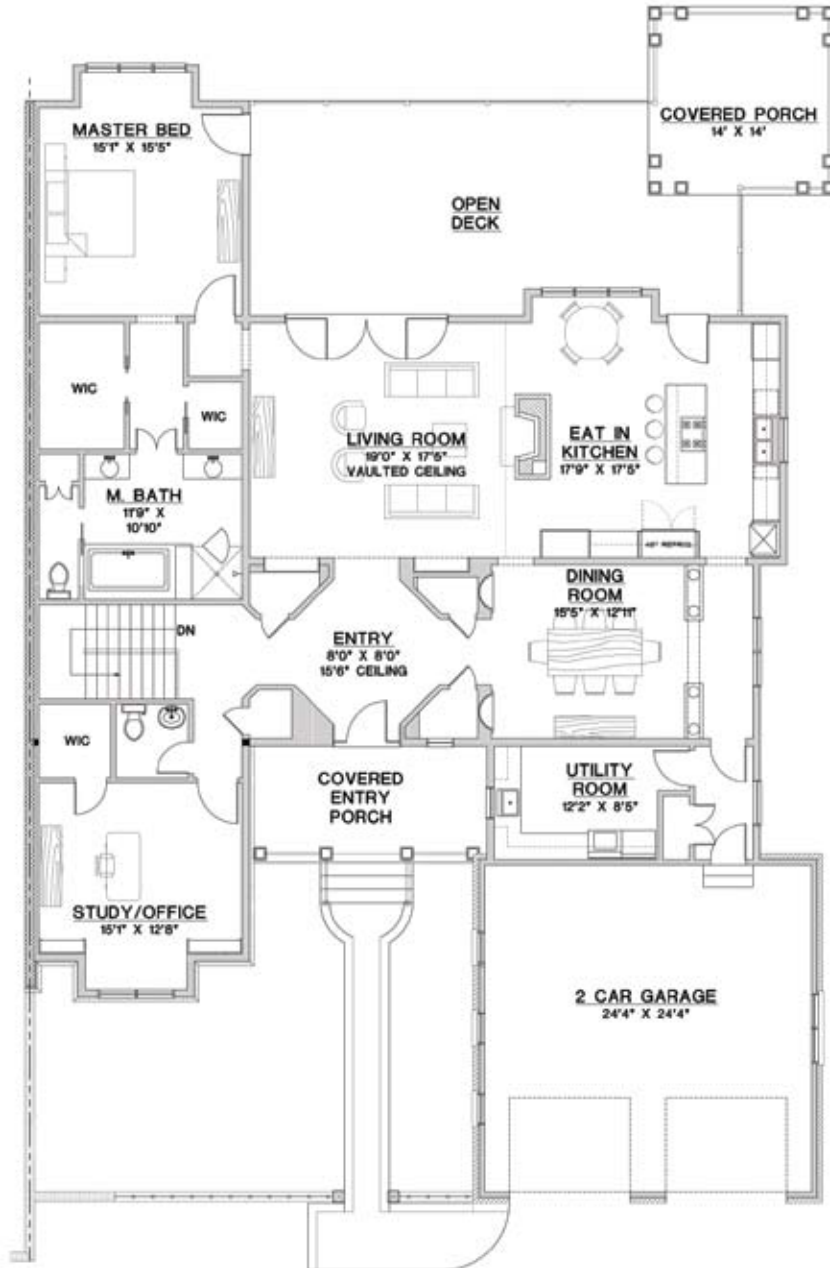 COVERED PORCH
14' X 14'
MASTER BED
15'1" X 15'5"
OPEN
DECK
WIC
WIC
LIVING ROOM
19'0" X 17'5"
VAULTED CEILING
EAT IN
KITCHEN
17'9" X 17'5"
M. BATH
11'9" X
10'10"
48" REFRIG.
DINING
ROOM
15'5" X 12'11"
DN
ENTRY
8'0" X 8'0"
15'6" CEILING
WIC
COVERED
ENTRY
PORCH
UTILITY
ROOM
12'2" X 8'5"
STUDY/OFFICE
15'1" X 12'8"
2 CAR GARAGE
24'4" X 24'4"